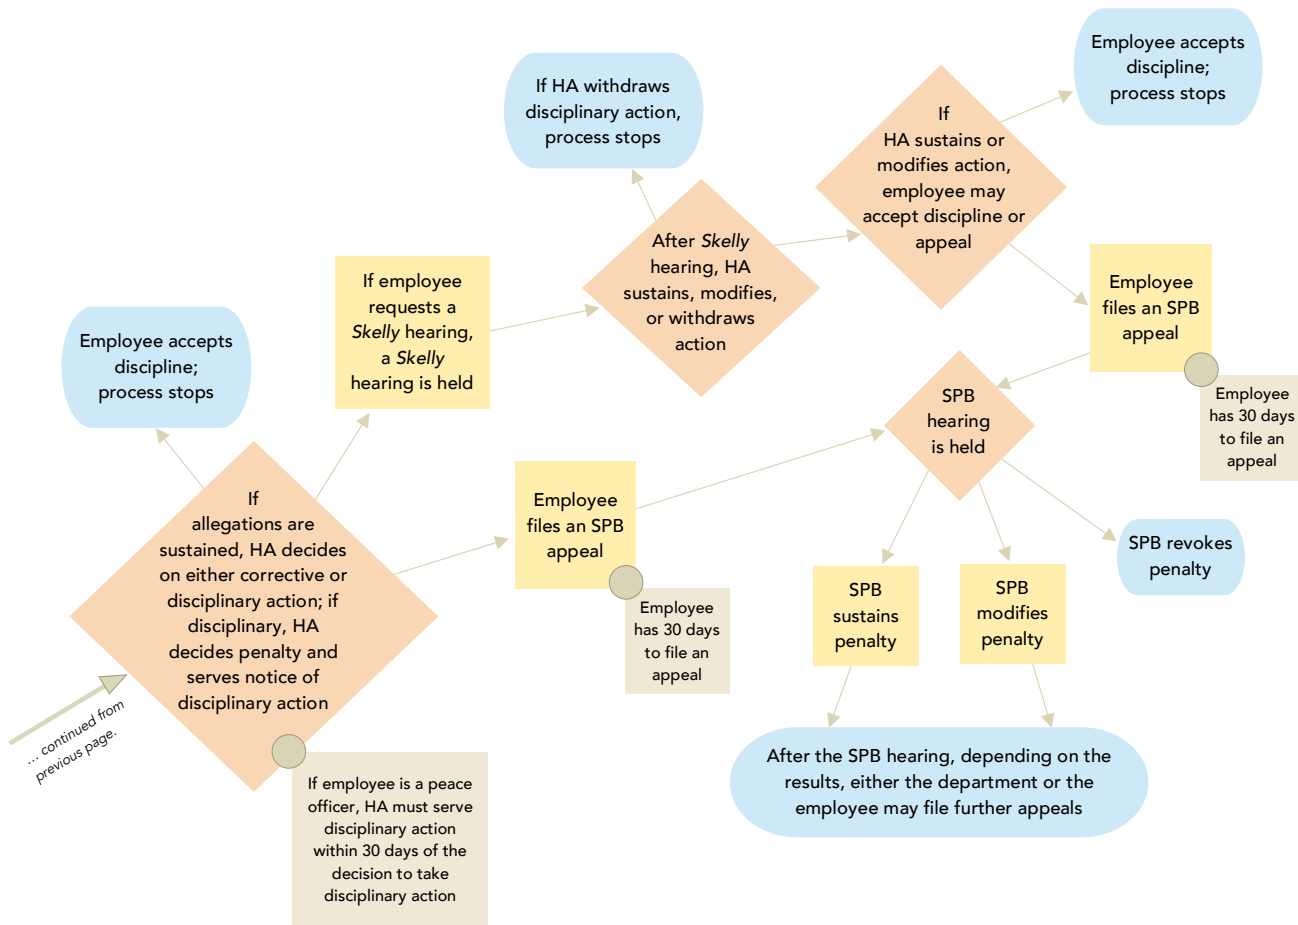 Employee accepts
discipline;
process stops
If HA withdraws
disciplinary action,
process stops
If
HA sustains or
modifies action,
employee may
accept discipline or
appeal
After Skelly
hearing, HA
sustains, modifies,
or withdraws
action
If employee
requests a
Skelly hearing,
a Skelly
hearing is held
Employee
files an SPB
appeal
Employee
has 30 days
to file an
appeal
Employee accepts
discipline;
process stops
SPB
hearing
is held
If
allegations are
sustained, HA decides
on either corrective or
disciplinary action; if
disciplinary, HA
decides penalty and
serves notice of
disciplinary action
Employee
files an SPB
appeal
Employee
has 30 days
to file an
appeal
SPB revokes
penalty
SPB
sustains
penalty
SPB
modifies
penalty
... continued from
previous page.
If employee is a peace
officer, HA must serve
disciplinary action
within 30 days of the
decision to take
disciplinary action
After the SPB hearing, depending on the
results, either the department or the
employee may file further appeals